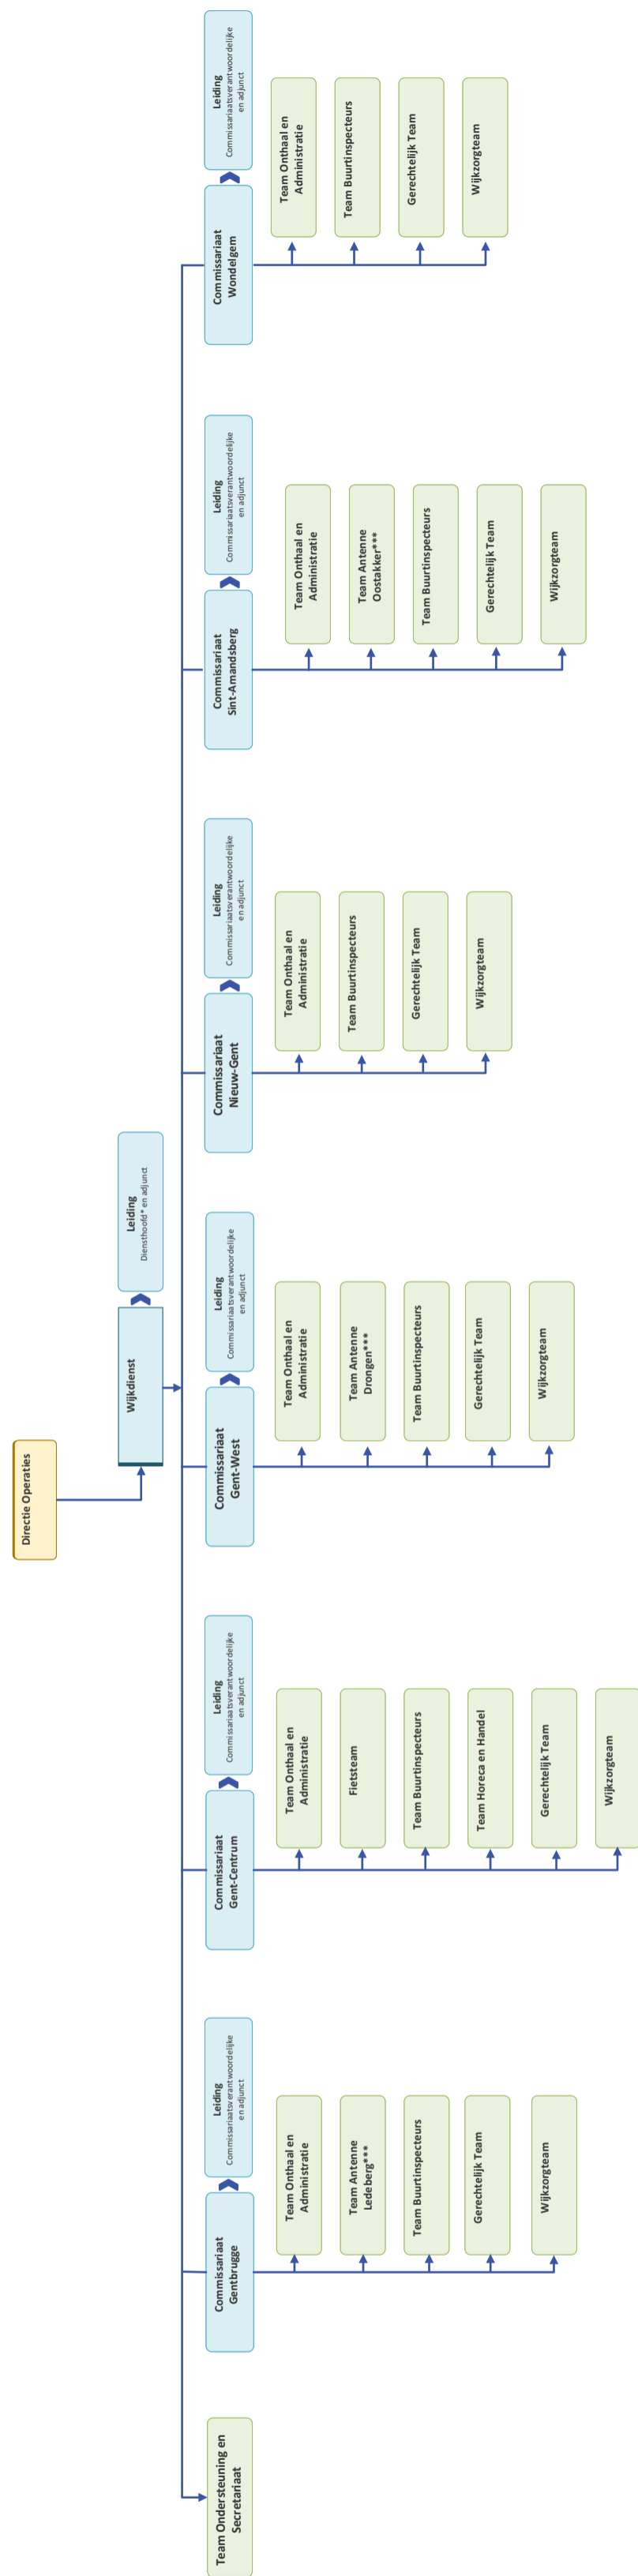 Directie Operaties
Wijkdienst
Leiding
Diensthoofd* en adjunct
Team Ondersteuning en
Secretariaat
Commissariaat
Gentbrugge
Leiding
Commissariaatsverantwoordelijke
en adjunct
Team Onthaal en
Administratie
Team Antenne
Ledeberg***
Team Buurtinspecteurs
Gerechtelijk Team
Wijkzorgteam
Commissariaat
Gent-Centrum
Leiding
Commissariaatsverantwoordelijke
en adjunct
Team Onthaal en
Administratie
Fietsteam
Team Buurtinspecteurs
Team Horeca en Handel
Gerechtelijk Team
Wijkzorgteam
Commissariaat
Gent-West
Leiding
Commissariaatsverantwoordelijke
en adjunct
Team Onthaal en
Administratie
Team Antenne
Drongen***
Team Buurtinspecteurs
Gerechtelijk Team
Wijkzorgteam
Commissariaat
Nieuw-Gent
Leiding
Commissariaatsverantwoordelijke
en adjunct
Team Onthaal en
Administratie
Team Buurtinspecteurs
Gerechtelijk Team
Wijkzorgteam
Commissariaat
Sint-Amandsberg
Leiding
Commissariaatsverantwoordelijke
en adjunct
Team Onthaal en
Administratie
Team Antenne
Oostakker***
Team Buurtinspecteurs
Gerechtelijk Team
Wijkzorgteam
Commissariaat
Wondelgem
Leiding
Commissariaatsverantwoordelijke
en adjunct
Team Onthaal en
Administratie
Team Buurtinspecteurs
Gerechtelijk Team
Wijkzorgteam